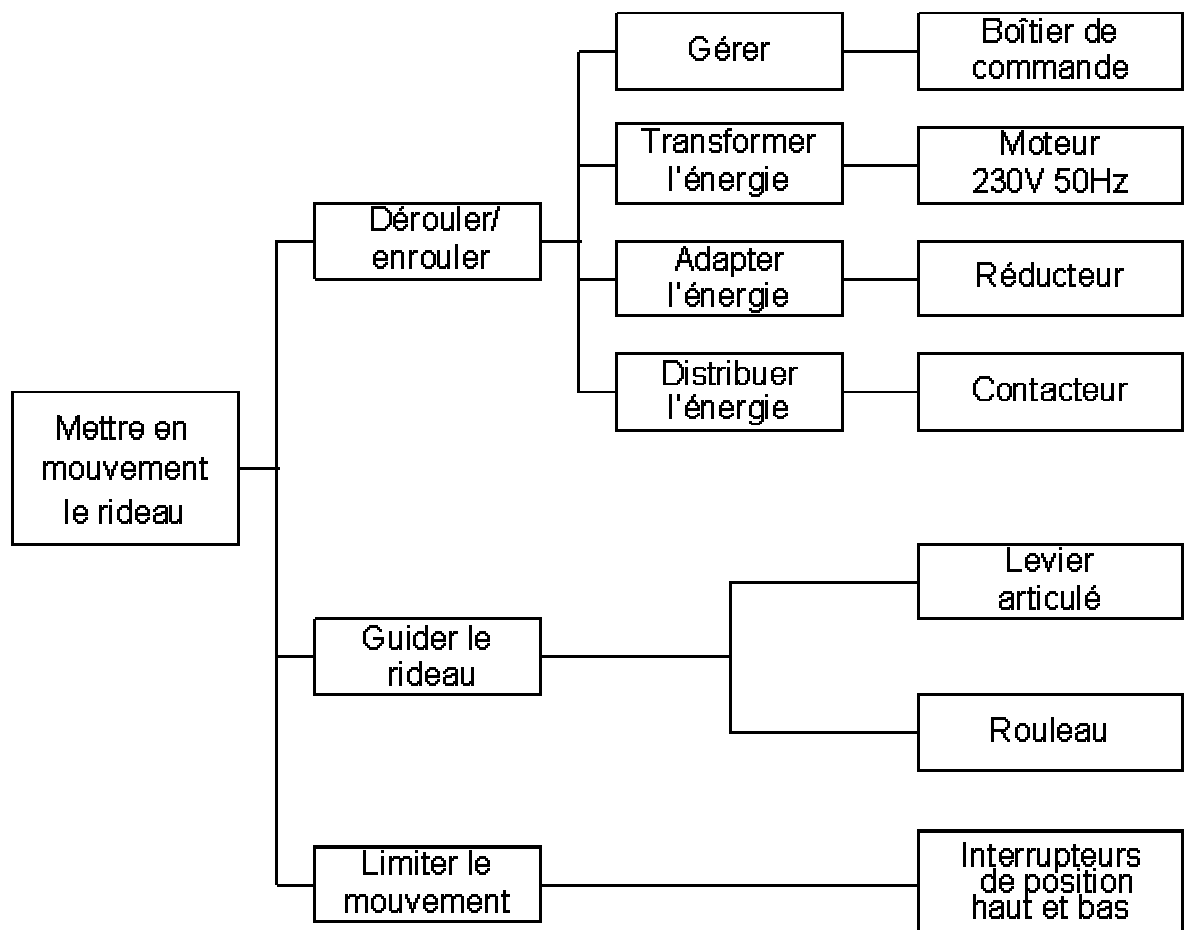 Gérer
Boîtier de
commande
Transformer
l'énergie
Moteur
230V 50Hz
Dérouler/
enrouler
Adapter
l'énergie
Réducteur
Distribuer
l'énergie
Contacteur
Mettre en
mouvement
le rideau
Levier
articulé
Guider le
rideau
Rouleau
Limiter le
mouvement
Interrupteurs
de position
haut et bas